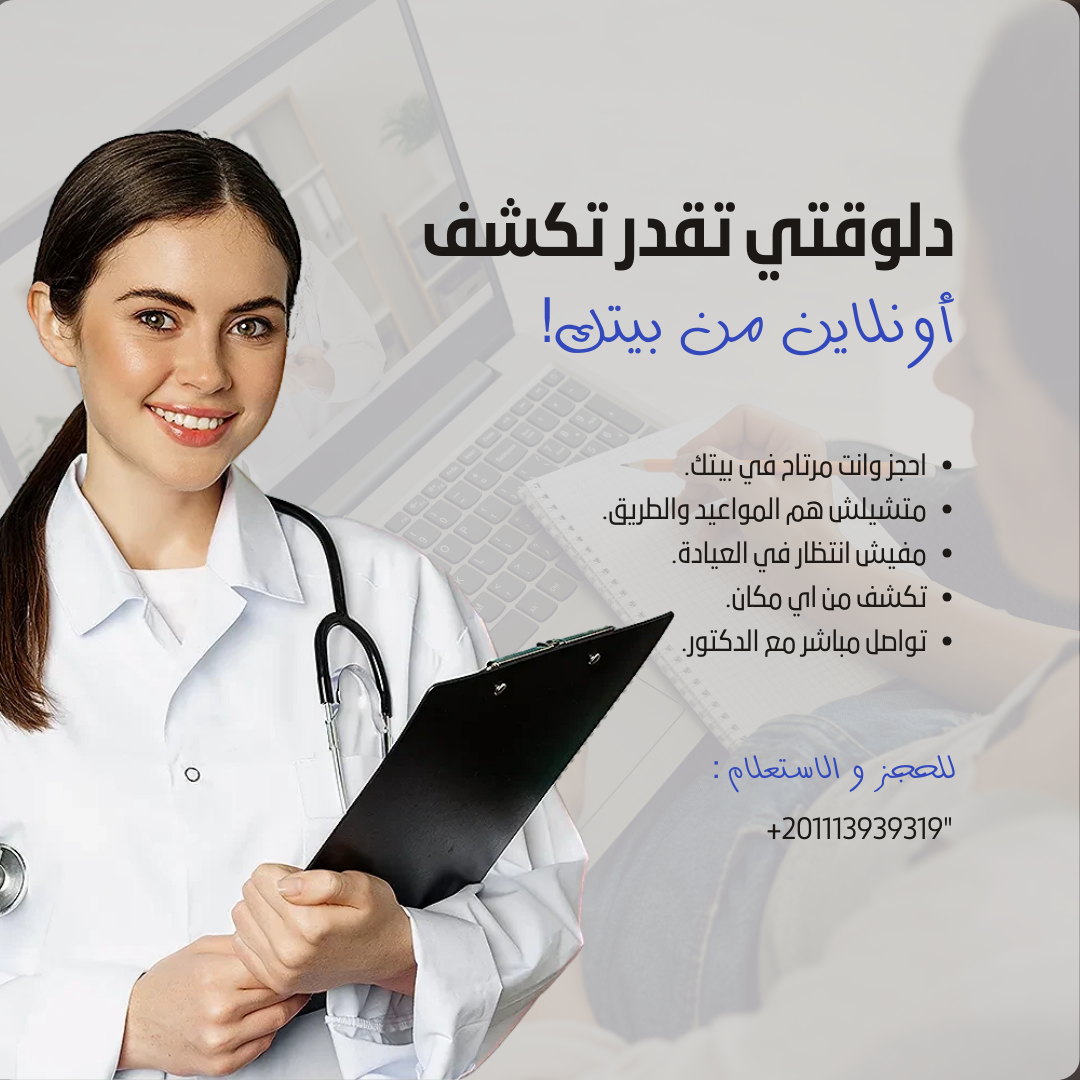 دلوقتي تقدر تكشف
أونلاين من بيتك!
• احجز وانت مرتاح في بيتك.
• متشيلش هم المواعيد والطريق.
• مفيش انتظار في العيادة.
• تكشف من اي مكان.
• تواصل مباشر مع الدكتور.
للحجز و الاستعلام :
+201113939319"